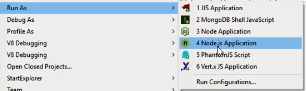 Run As
Debug As
Profile As
V8 Debugging
V8 Debugging
Open Closed Projects...
StartExplorer
Team
1 JJS Application
2 MongoDB Shell JavaScript
3 Node Application
4 Node.js Application
5 PhantomJS Script
6 Vert.x JS Application
Run Configurations...